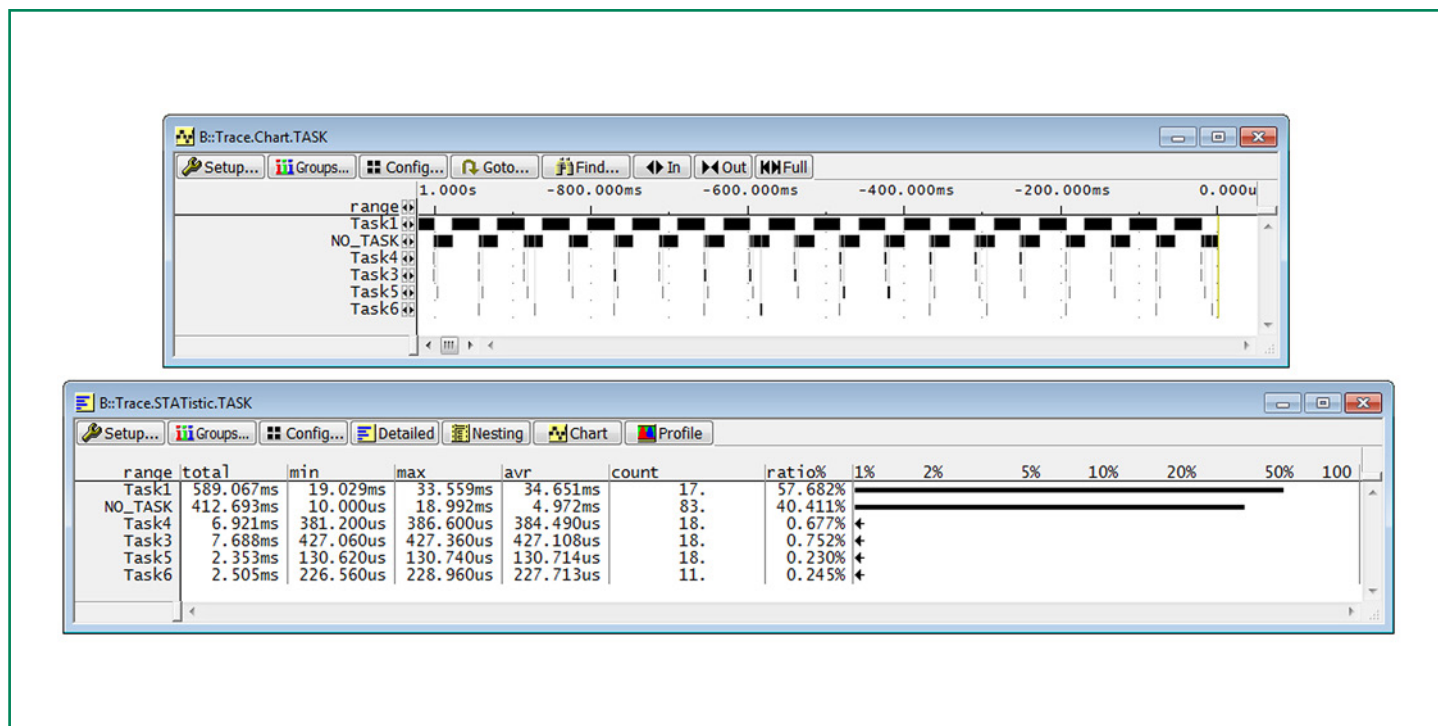 B::Trace.Chart.TASK
Setup... Groups... Config... Goto... Find... In Out Full
1.000s -800.000ms -600.000ms -400.000ms -200.000ms 0.000u
range
Task1
NO_TASK
Task4
Task3
Task5
Task6
B::Trace.STATistic.TASK
Setup... Groups... Config... Detailed Nesting Chart Profile
range total min max avr count ratio% 1% 2% 5% 10% 20% 50% 100
Task1 589.067ms 19.029ms 33.559ms 34.651ms 17. 57.682%
NO_TASK 412.693ms 10.000us 18.992ms 4.972ms 83. 40.411%
Task4 6.921ms 381.200us 386.600us 384.490us 18. 0.677%
Task3 7.688ms 427.060us 427.360us 427.108us 18. 0.752%
Task5 2.353ms 130.620us 130.740us 130.714us 18. 0.230%
Task6 2.505ms 226.560us 228.960us 227.713us 11. 0.245%